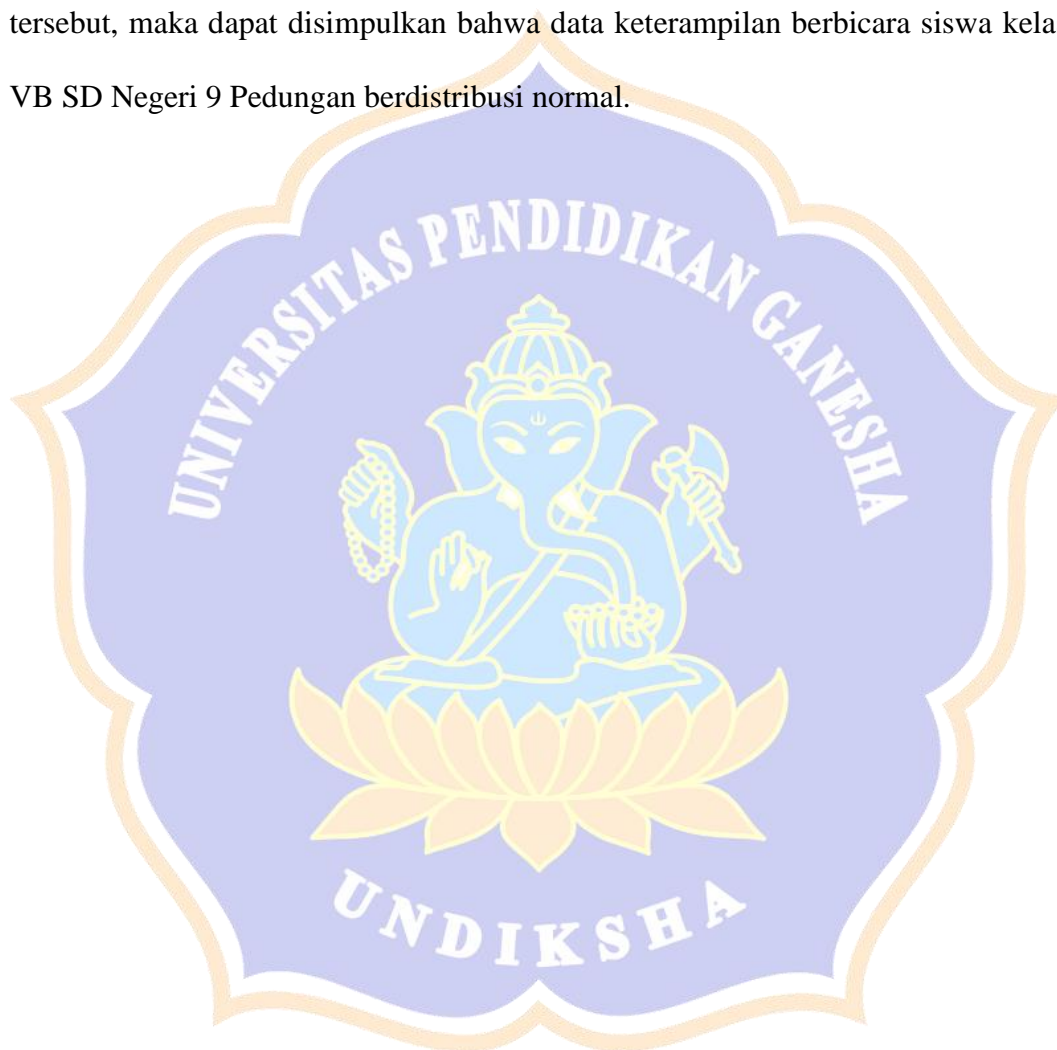 tersebut, maka dapat disimpulkan bahwa data keterampilan berbicara siswa kela
VB SD Negeri 9 Pedungan berdistribusi normal.
UNIVERSITAS PENDIDIKAN GANESHA
UNDIKSHA